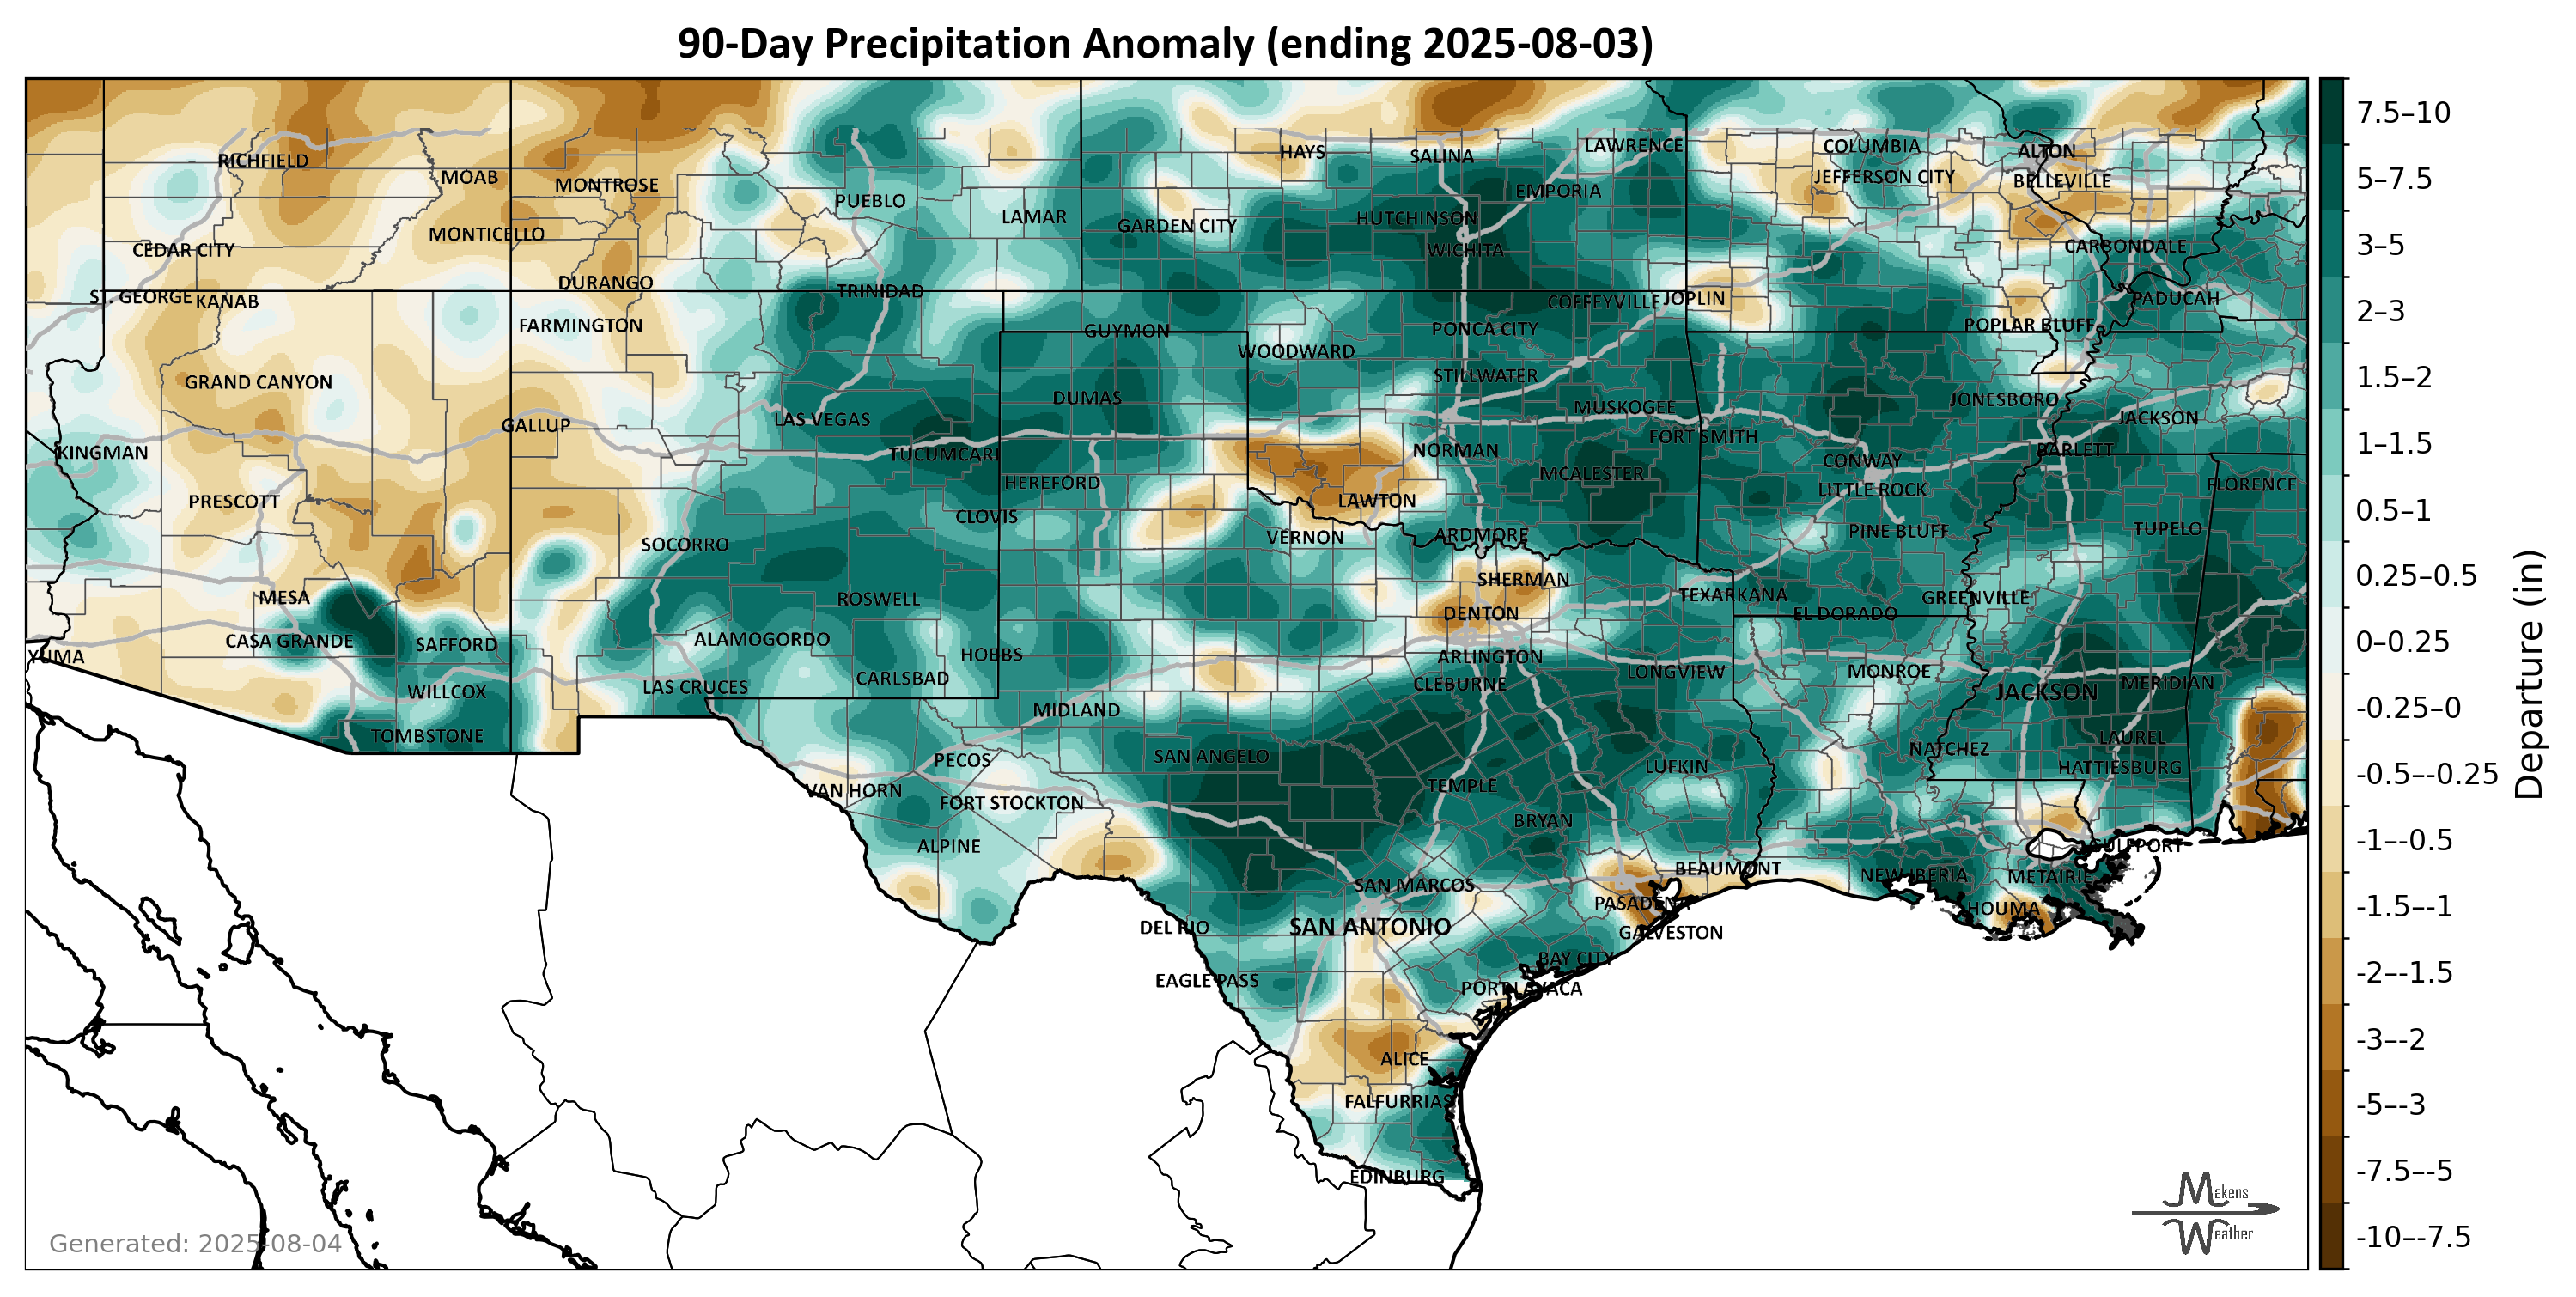 90-Day Precipitation Anomaly (ending 2025-08-03)
RICHFIELD
MOAB
MONTROSE
PUEBLO
LAMAR
HAYS
SALINA
LAWRENCE
COLUMBIA
ALTON
JEFFERSON CITY
BELLEVILLE
EMPORIA
HUTCHINSON
GARDEN CITY
WICHITA
MONTICELLO
CEDAR CITY
CARBONDALE
DURANGO
TRINIDAD
ST. GEORGE
KANAB
COFFEYVILLE
JOPLIN
PADUCAH
FARMINGTON
GUYMON
PONCA CITY
POPLAR BLUFF
WOODWARD
GRAND CANYON
STILLWATER
DUMAS
MUSKOGEE
JONESBORO
JACKSON
LAS VEGAS
GALLUP
FORT SMITH
KINGMAN
TUCUMCARI
NORMAN
BARLETT
CONWAY
MCALESTER
HEREFORD
LITTLE ROCK
FLORENCE
PRESCOTT
LAWTON
CLOVIS
PINE BLUFF
TUPELO
SOCORRO
VERNON
ARDMORE
SHERMAN
MESA
ROSWELL
TEXARKANA
GREENVILLE
DENTON
EL DORADO
CASA GRANDE
SAFFORD
ALAMOGORDO
YUMA
HOBBS
ARLINGTON
LONGVIEW
MONROE
CARLSBAD
CLEBURNE
WILLCOX
LAS CRUCES
JACKSON
MERIDIAN
MIDLAND
TOMBSTONE
LAUREL
NATCHEZ
SAN ANGELO
PECOS
LUFKIN
HATTIESBURG
VAN HORN
TEMPLE
FORT STOCKTON
BRYAN
ALPINE
GULFPORT
BEAUMONT
NEW IBERIA
METAIRIE
SAN MARCOS
PASADENA
HOUMA
DEL RIO
SAN ANTONIO
GALVESTON
BAY CITY
EAGLE PASS
PORT LAVACA
ALICE
FALFURRIAS
EDINBURG
Generated: 2025-08-04
Makens
Weather
7.5–10
5–7.5
3–5
2–3
1.5–2
1–1.5
0.5–1
0.25–0.5
0–0.25
-0.25–0
-0.5–-0.25
-1–-0.5
-1.5–-1
-2–-1.5
-3–-2
-5–-3
-7.5–-5
-10–-7.5
Departure (in)